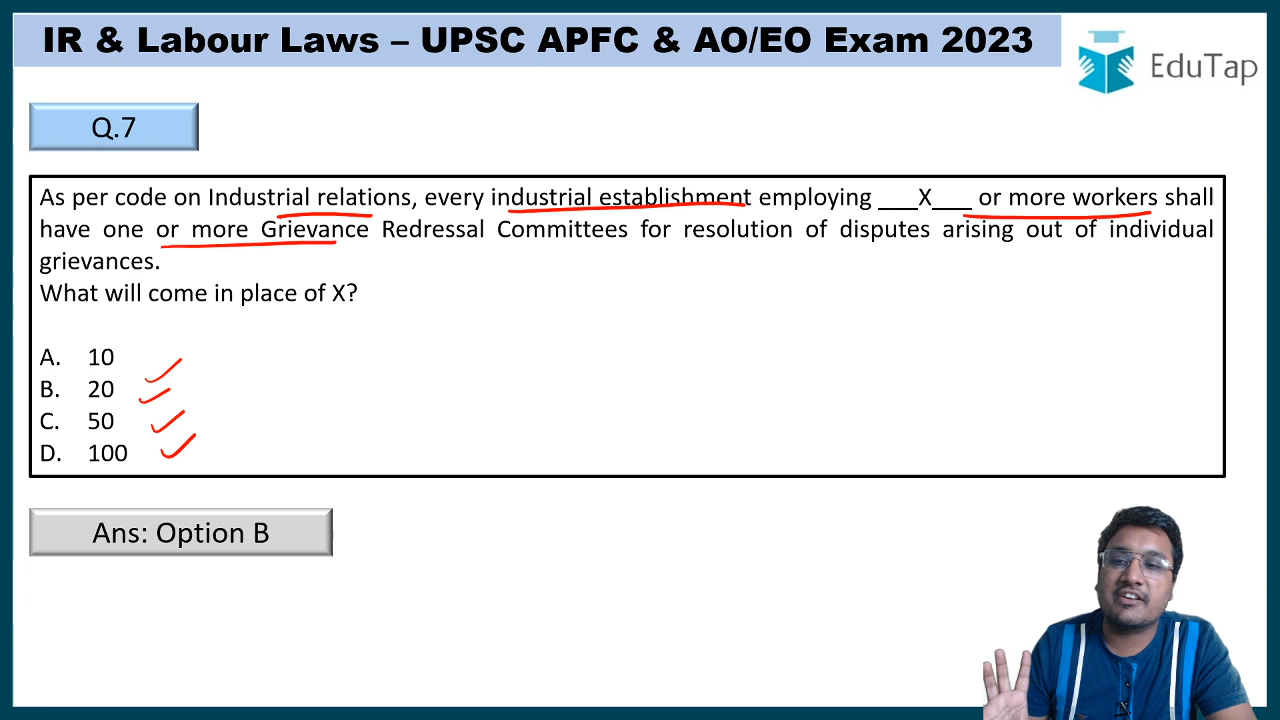 IR & Labour Laws – UPSC APFC & AO/EO Exam 2023
EduTap
Q.7
As per code on Industrial relations, every industrial establishment employing ___X___ or more workers shall
have one or more Grievance Redressal Committees for resolution of disputes arising out of individual
grievances.
What will come in place of X?
A. 10
B. 20
C. 50
D. 100
Ans: Option B